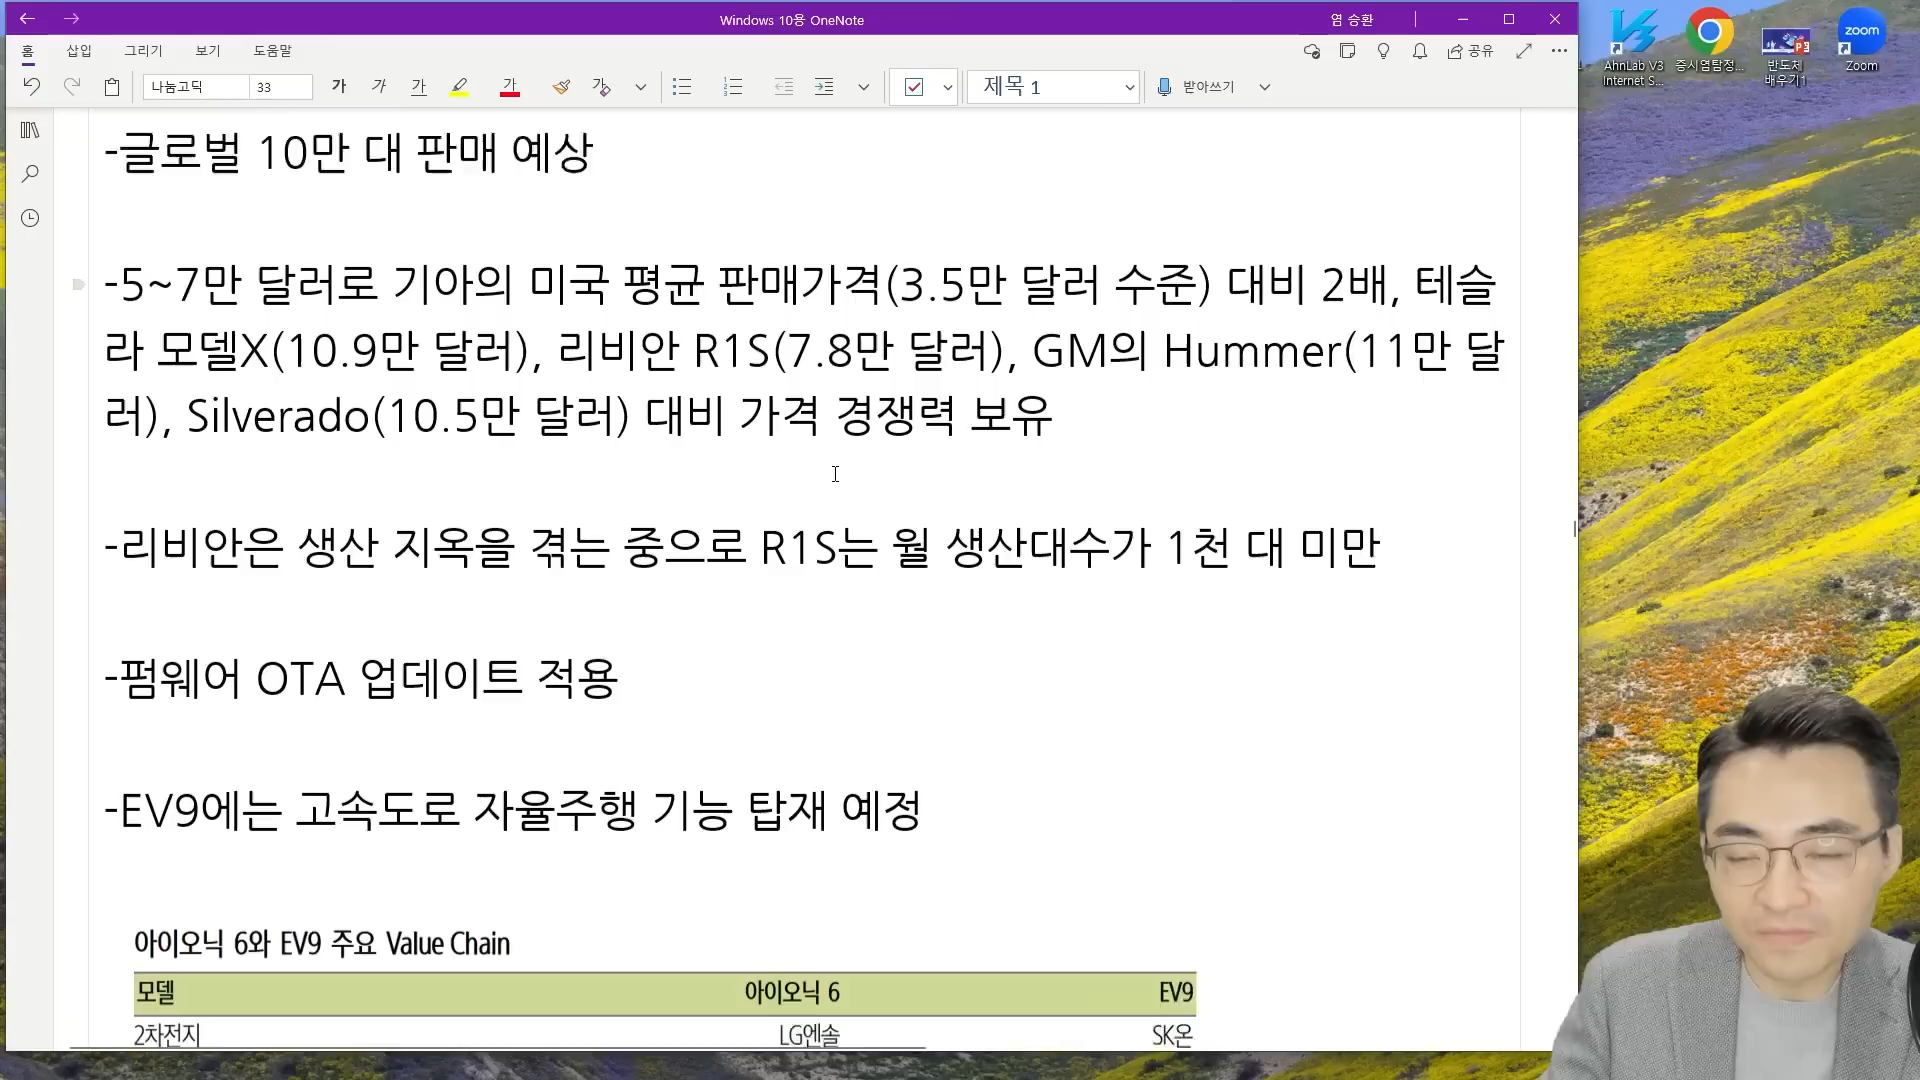 Windows 10용 OneNote
염 승환
홈 삽입 그리기 보기 도움말
공유
나눔고딕 33 가 가 가 가 가 제목 1 받아쓰기
AhnLab V3 Internet S...
증시염탐정...
반도체 배우기1
zoom
Zoom
-글로벌 10만 대 판매 예상
-5~7만 달러로 기아의 미국 평균 판매가격(3.5만 달러 수준) 대비 2배, 테슬
라 모델X(10.9만 달러), 리비안 R1S(7.8만 달러), GM의 Hummer(11만 달
러), Silverado(10.5만 달러) 대비 가격 경쟁력 보유
-리비안은 생산 지옥을 겪는 중으로 R1S는 월 생산대수가 1천 대 미만
-펌웨어 OTA 업데이트 적용
-EV9에는 고속도로 자율주행 기능 탑재 예정
아이오닉 6와 EV9 주요 Value Chain
모델 아이오닉 6 EV9
2차전지 LG엔솔 SK온